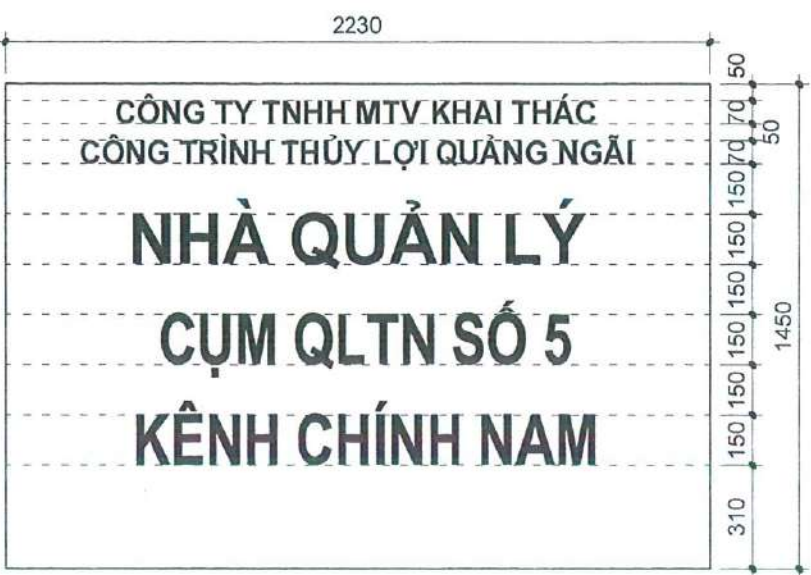 2230
CÔNG TY TNHH MTV KHAI THÁC
CÔNG TRÌNH THỦY LỢI QUẢNG NGÃI
NHÀ QUẢN LÝ
CỤM QLTN SỐ 5
KÊNH CHÍNH NAM
50
70
50
70
150
150
150
150
150
150
310
1450